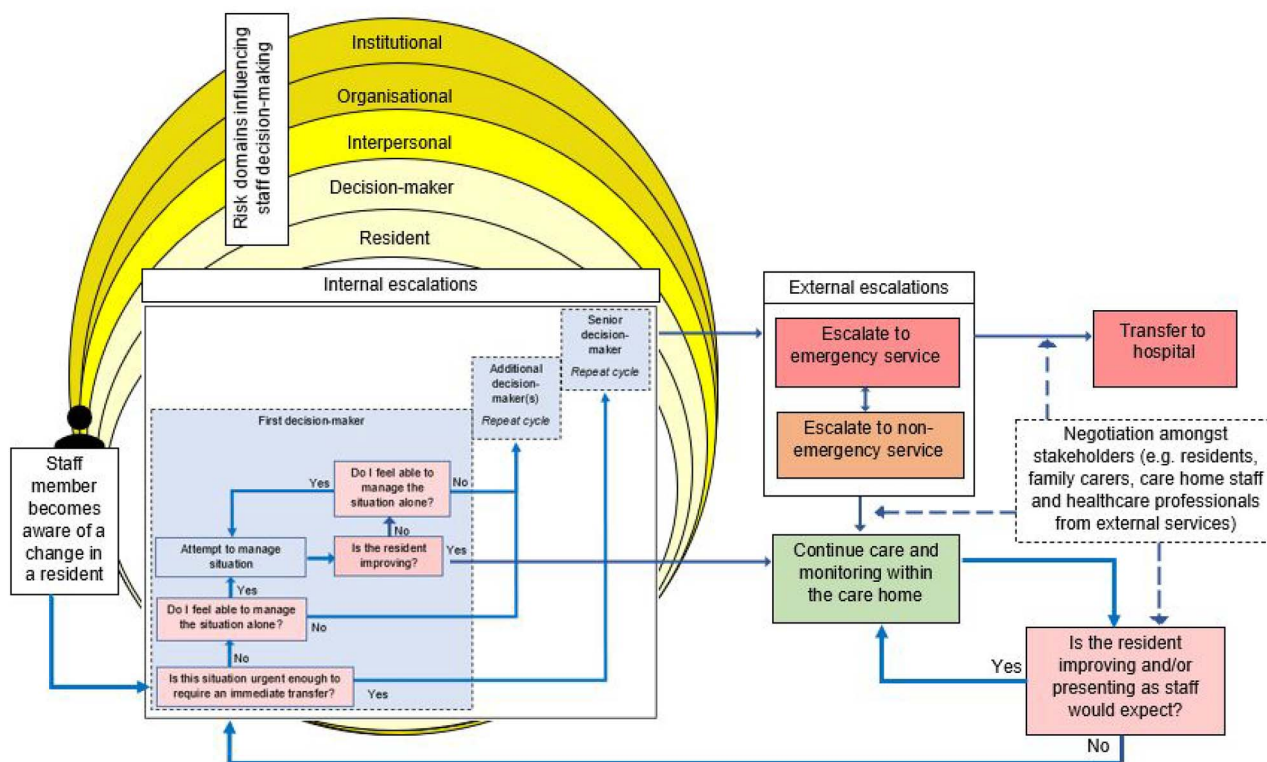 Risk domains influencing
staff decision-making
Institutional
Organisational
Interpersonal
Decision-maker
Resident
Internal escalations
Senior
decision-
maker
Repeat cycle
Additional
decision-
maker(s)
Repeat cycle
First decision-maker
Do I feel able to
manage the
situation alone?
Yes
No
No
Attempt to manage
situation
Is the resident
improving?
Yes
Yes
Do I feel able to manage
the situation alone?
No
No
Is this situation urgent enough to
require an immediate transfer?
Yes
Staff
member
becomes
aware of a
change in
a resident
External escalations
Escalate to
emergency service
Escalate to non-
emergency service
Transfer to
hospital
Negotiation amongst
stakeholders (e.g. residents,
family carers, care home staff
and healthcare professionals
from external services)
Continue care and
monitoring within
the care home
Is the resident
improving and/or
presenting as staff
would expect?
Yes
No